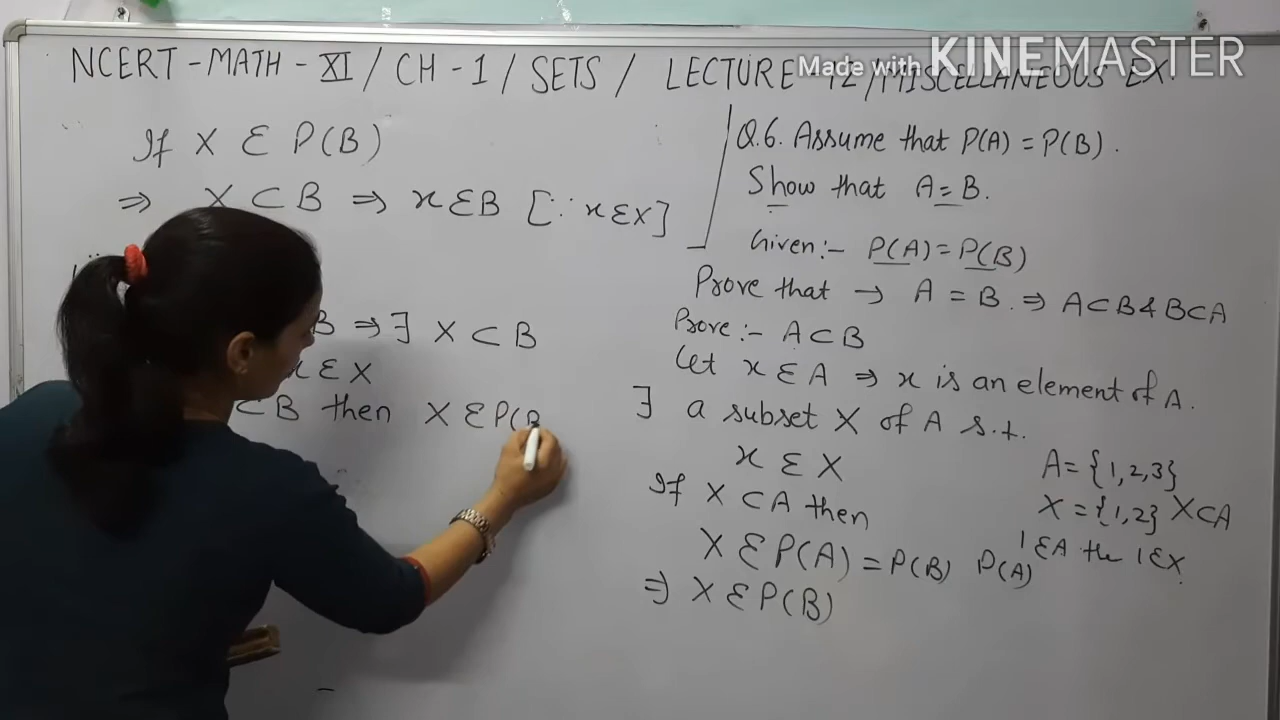 NCERT - MATH - XI / CH - 1 / SETS / LECTURE - 12 / MISCELLANEOUS EX
Made with KINEMASTER
If X ∈ P(B)
⇒ X ⊂ B ⇒ x ∈ B [∵ x ∈ X]
B ⇒ ∃ X ⊂ B
x ∈ X
⊂ B then X ∈ P(B
Q.6. Assume that P(A) = P(B).
Show that A = B.
Given:- P(A) = P(B)
Prove that → A = B. ⇒ A⊂B & B⊂A
Prove:- A⊂B
Let x ∈ A ⇒ x is an element of A.
∃ a subset X of A s.t.
x ∈ X
If X ⊂ A then
X ∈ P(A) = P(B) P(A)
⇒ X ∈ P(B)
A = {1,2,3}
X = {1,2} X⊂A
1 ∈ A the 1 ∈ X